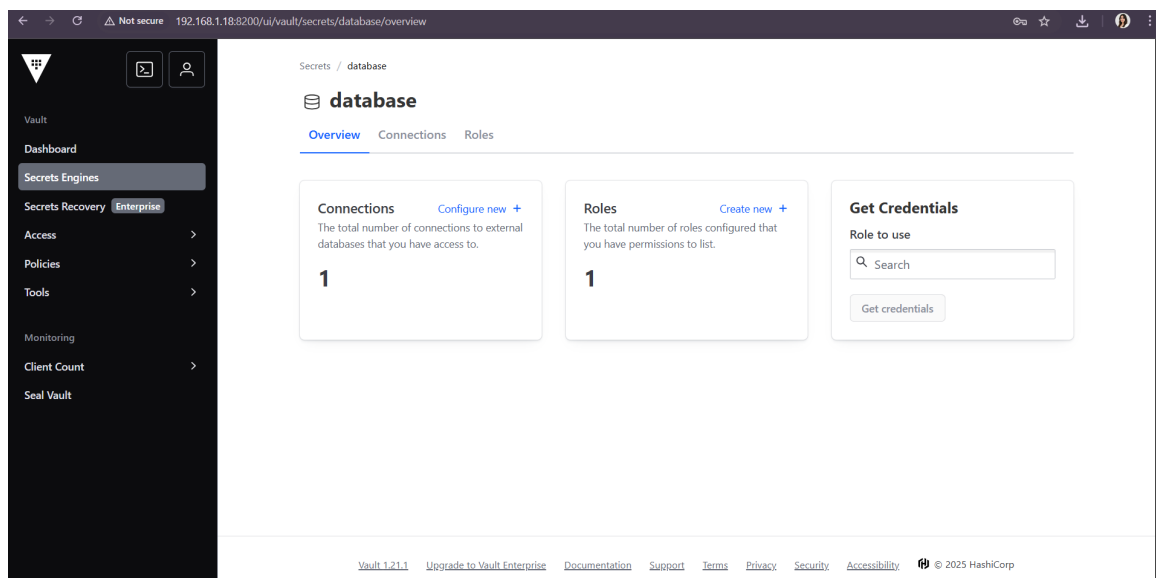 Not secure 192.168.1.18:8200/ui/vault/secrets/database/overview
Vault
Dashboard
Secrets Engines
Secrets Recovery Enterprise
Access
Policies
Tools
Monitoring
Client Count
Seal Vault
Secrets / database
database
Overview Connections Roles
Connections Configure new +
The total number of connections to external
databases that you have access to.
1
Roles Create new +
The total number of roles configured that
you have permissions to list.
1
Get Credentials
Role to use
Search
Get credentials
Vault 1.21.1 Upgrade to Vault Enterprise Documentation Support Terms Privacy Security Accessibility © 2025 HashiCorp